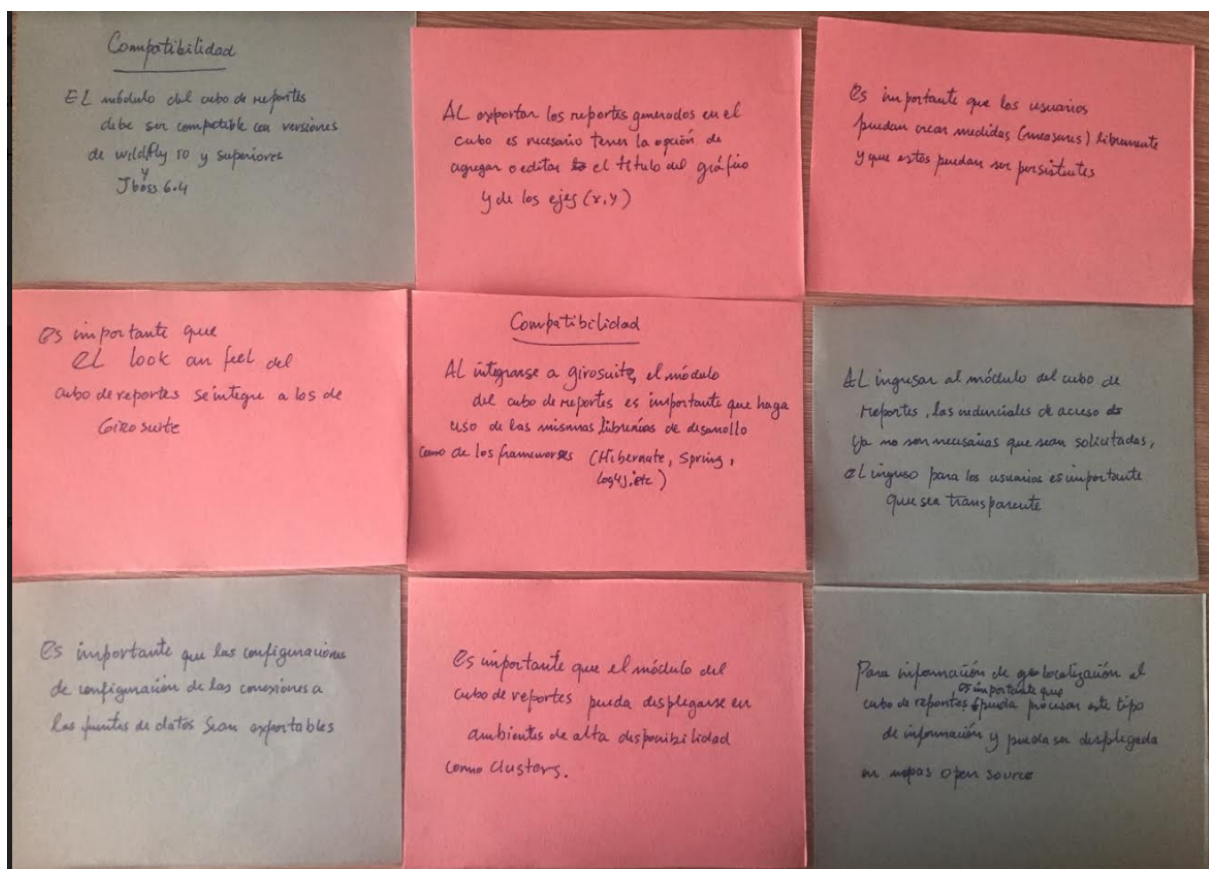 Compatibilidad
EL módulo del cubo de reportes
debe ser compatible con versiones
de wildfly 10 y superiores
y
Jboss 6.4
AL exportar los reportes generados en el
cubo es necesario tener la opción de
agregar o editar el título del gráfico
y de los ejes (x,y)
Es importante que los usuarios
puedan crear medidas (measures) libremente
y que estas puedan ser persistentes
Es importante que
el look an feel del
cubo de reportes se integre a los de
Giro suite
Compatibilidad
AL integrarse a girosuite, el módulo
del cubo de reportes es importante que haga
uso de las mismas librerías de desarrollo
como de los frameworks (Hibernate, Spring,
log4j, etc)
AL ingresar al módulo del cubo de
reportes, las credenciales de acceso
ya no son necesarias que sean solicitadas,
el ingreso para los usuarios es importante
que sea transparente
Es importante que las configuraciones
de configuración de las conexiones a
las fuentes de datos sean exportables
Es importante que el módulo del
cubo de reportes pueda desplegarse en
ambientes de alta disponibilidad
como clusters.
Para información de geolocalización el
cubo de reportes es importante que pueda procesar este tipo
de información y pueda ser desplegada
en mapas open source